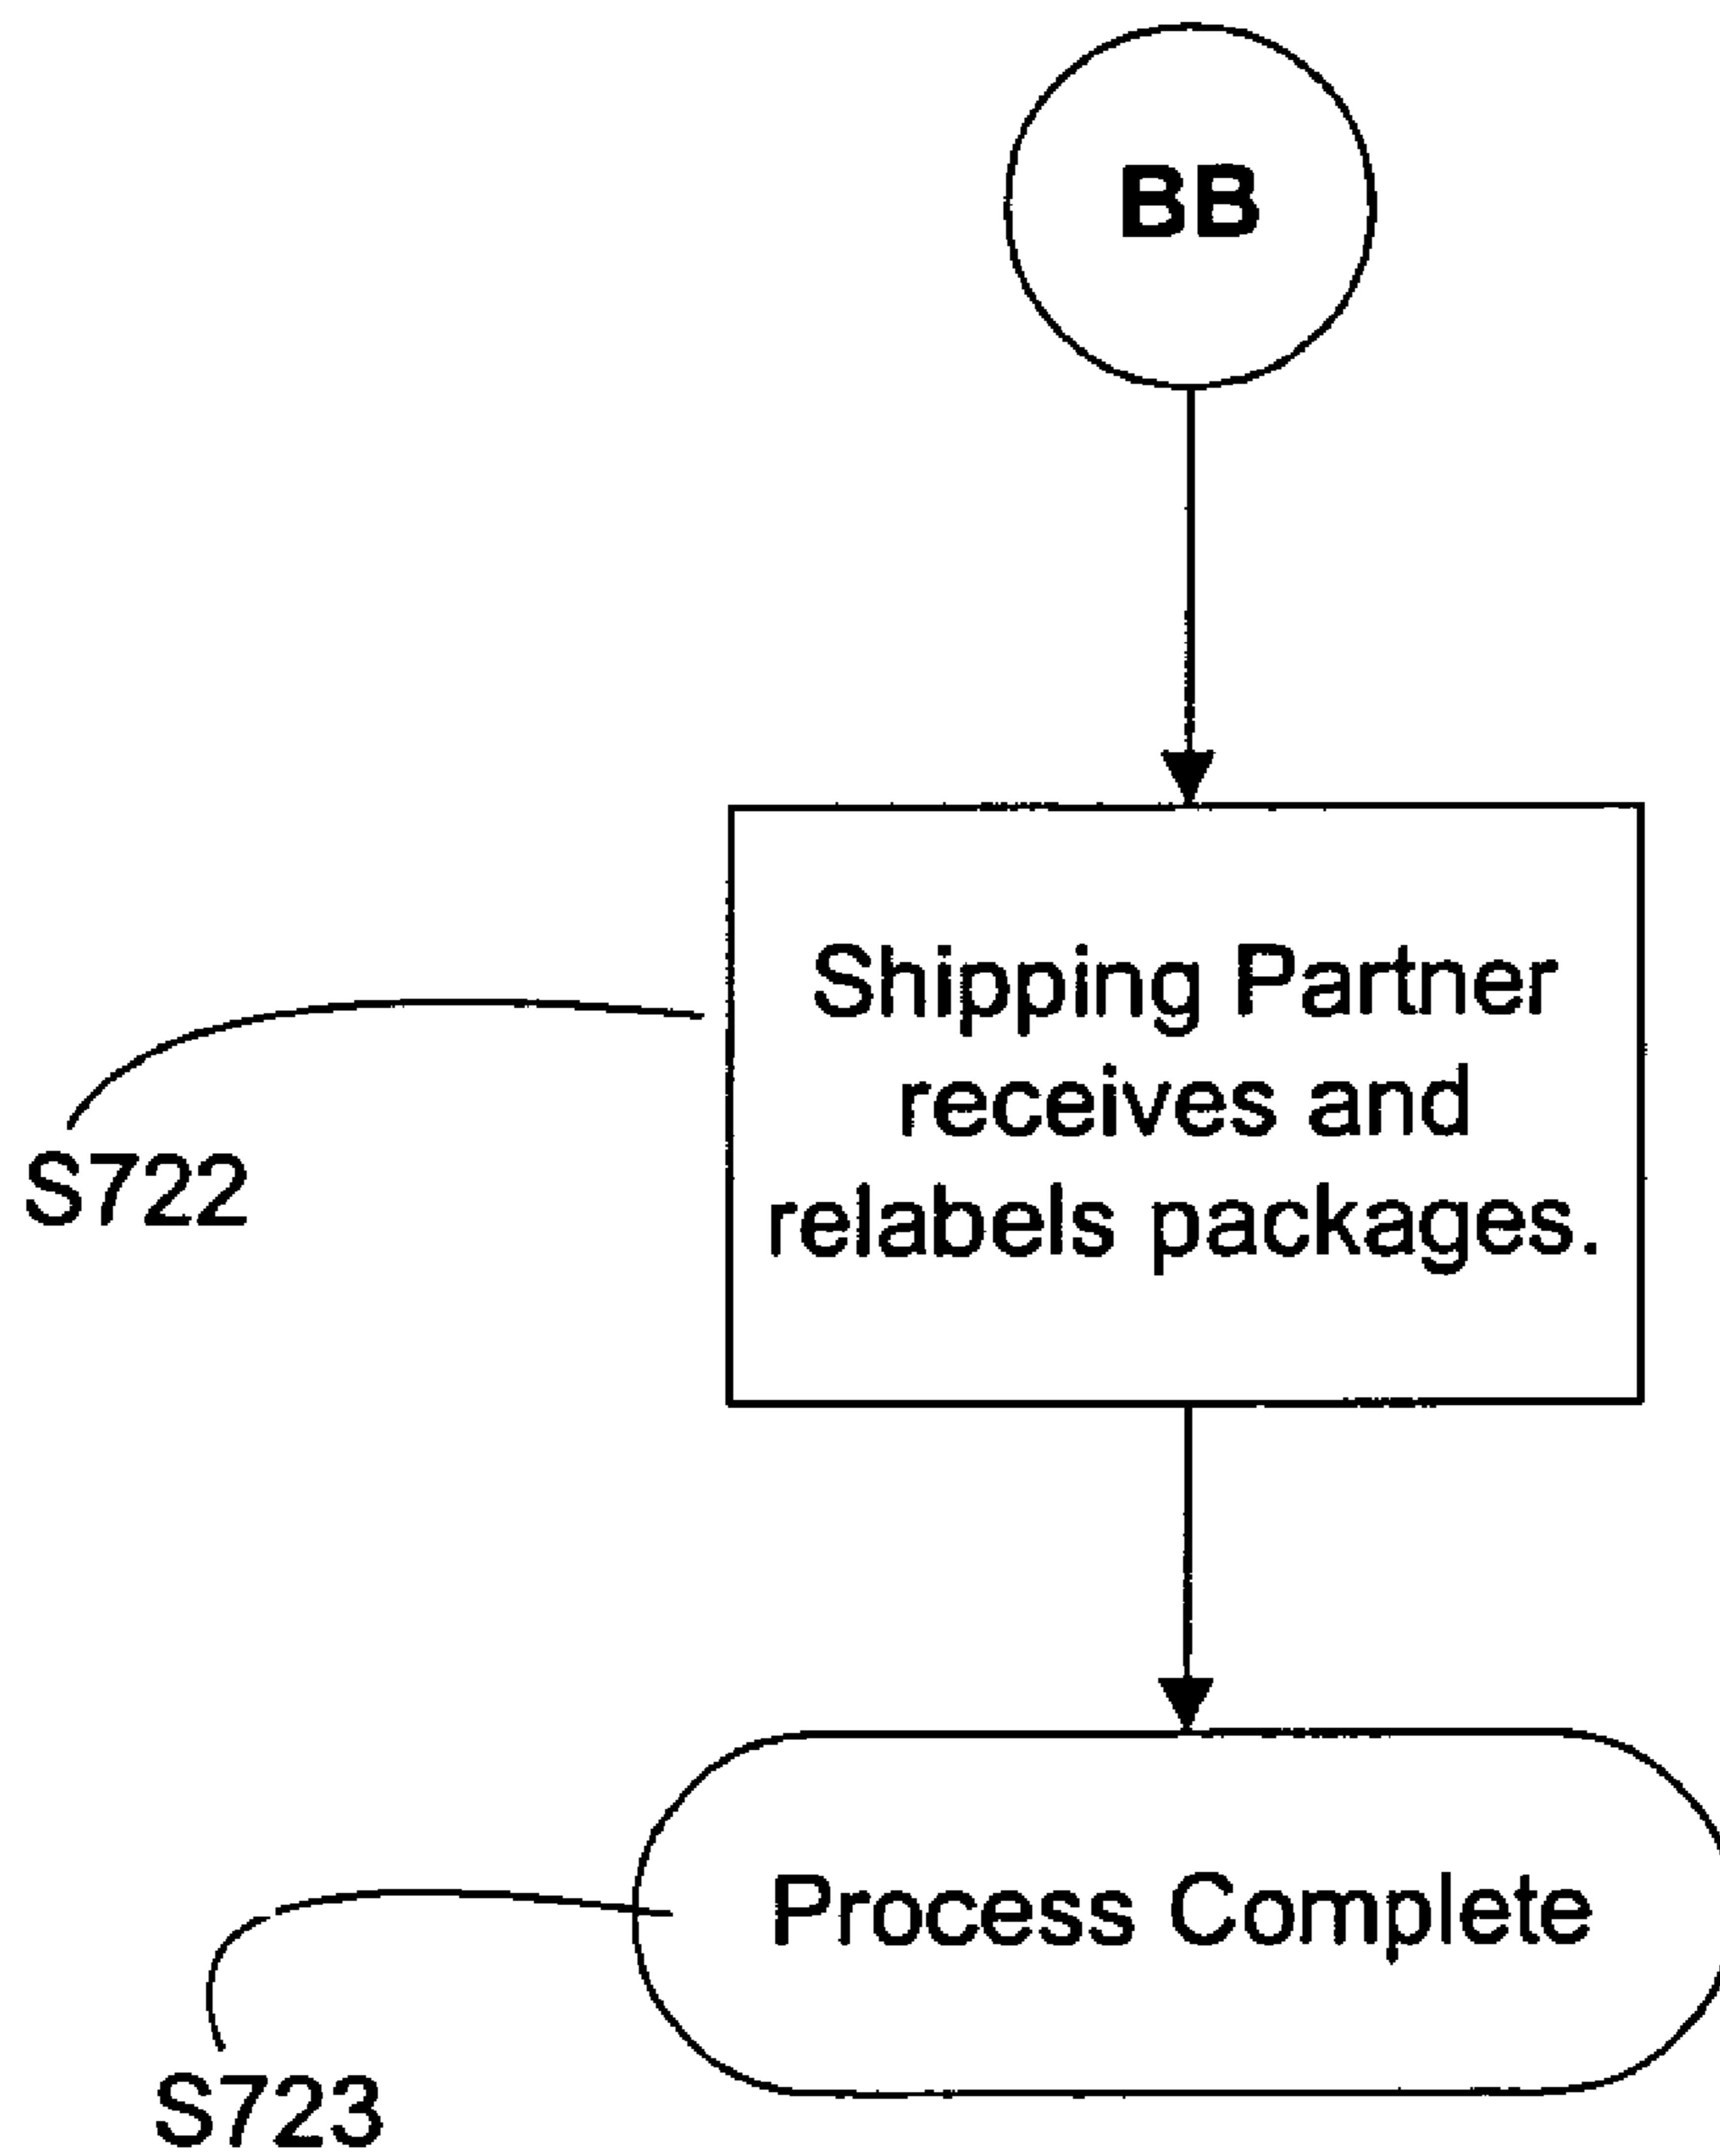 BB
Shipping Partner
receives and
relabels packages.
S722
Process Complete
S723